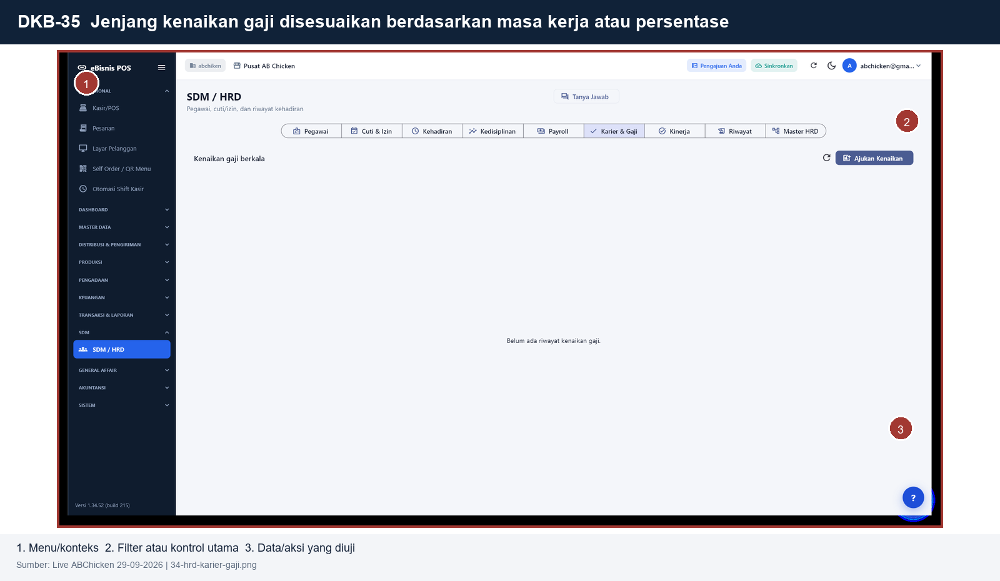 DKB-35 Jenjang kenaikan gaji disesuaikan berdasarkan masa kerja atau persentase
eBisnis POS
abchiken
Pusat AB Chicken
Pengajuan Anda
Sinkronkan
A
abchicken@gma...
1
IONAL
Kasir/POS
Pesanan
Layar Pelanggan
Self Order / QR Menu
Otomasi Shift Kasir
DASHBOARD
MASTER DATA
DISTRIBUSI & PENGIRIMAN
PRODUKSI
PENGADAAN
KEUANGAN
TRANSAKSI & LAPORAN
SDM
SDM / HRD
GENERAL AFFAIR
AKUNTANSI
SISTEM
Versi 1.34.52 (build 215)
SDM / HRD
Pegawai, cuti/izin, dan riwayat kehadiran
Tanya Jawab
2
Pegawai
Cuti & Izin
Kehadiran
Kedisiplinan
Payroll
Karier & Gaji
Kinerja
Riwayat
Master HRD
Kenaikan gaji berkala
Ajukan Kenaikan
Belum ada riwayat kenaikan gaji.
3
?
1. Menu/konteks 2. Filter atau kontrol utama 3. Data/aksi yang diuji
Sumber: Live ABChicken 29-09-2026 | 34-hrd-karier-gaji.png